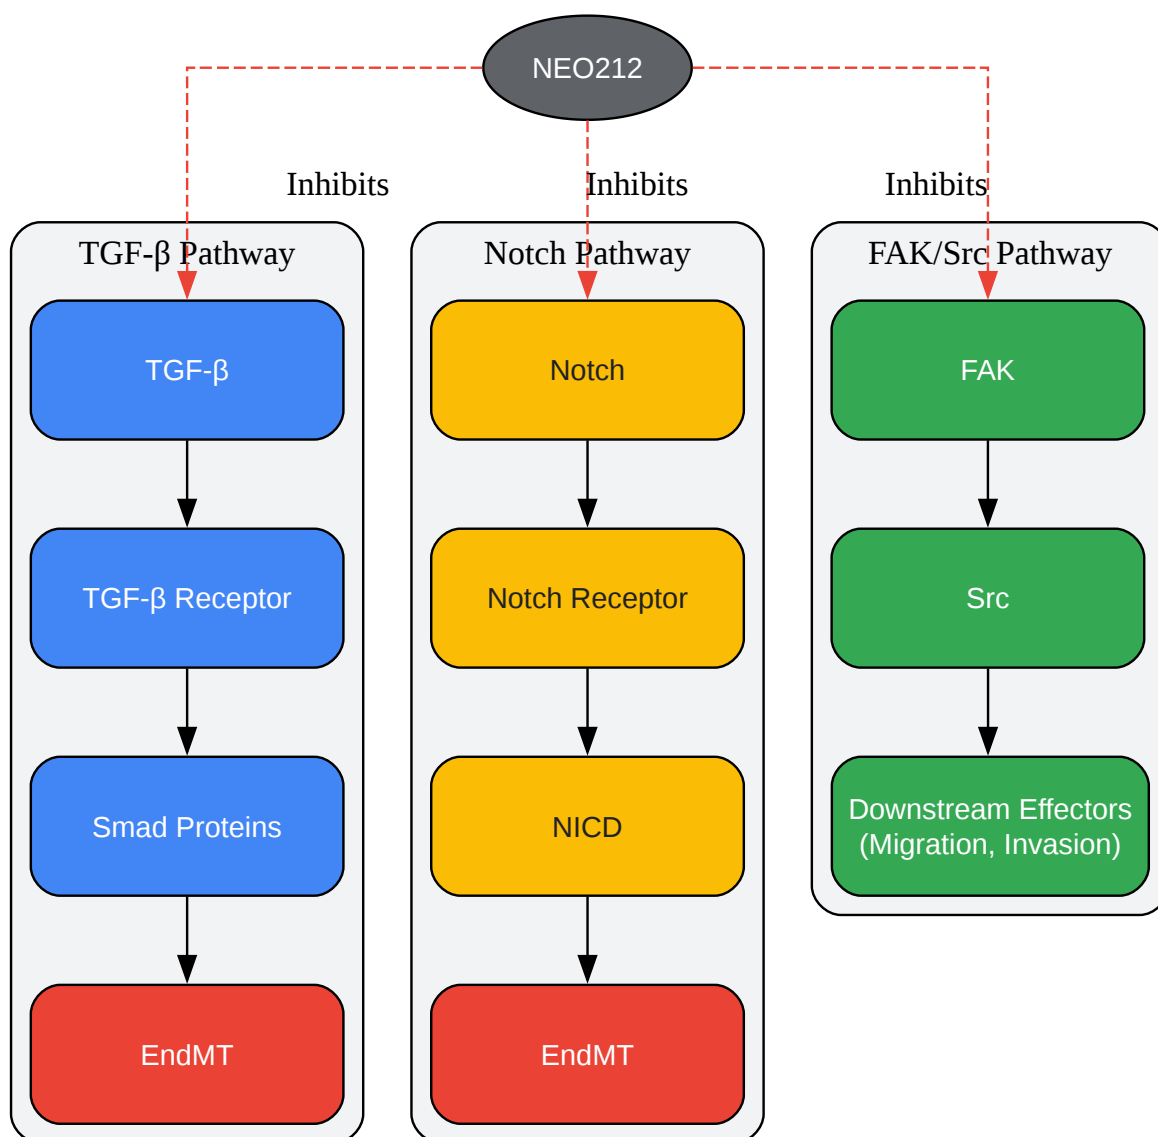 NEO212
Inhibits
Inhibits
Inhibits
TGF-β Pathway
Notch Pathway
FAK/Src Pathway
TGF-β
Notch
FAK
TGF-β Receptor
Notch Receptor
Src
Smad Proteins
NICD
Downstream Effectors
(Migration, Invasion)
EndMT
EndMT